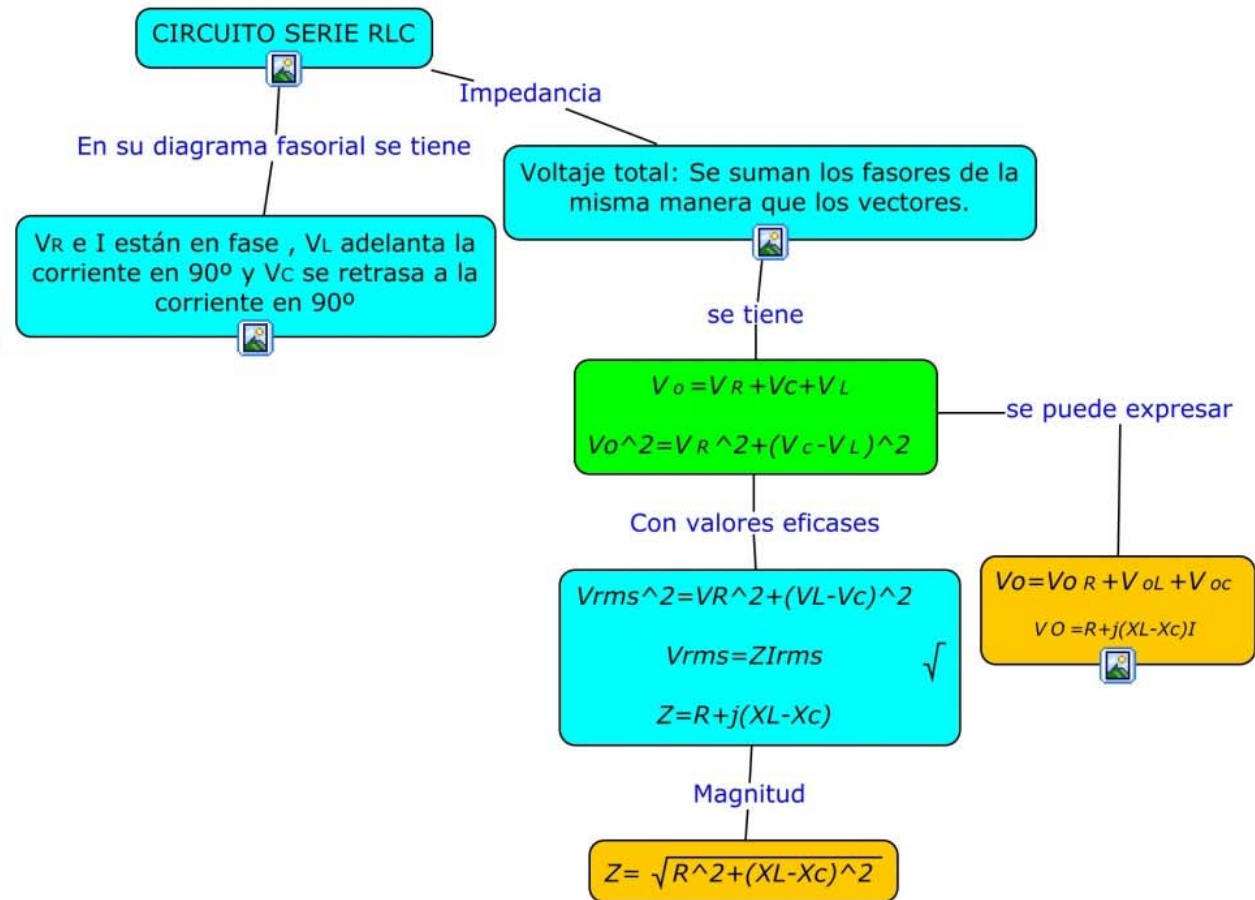 CIRCUITO SERIE RLC
Impedancia
En su diagrama fasorial se tiene
Voltaje total: Se suman los fasores de la
misma manera que los vectores.
VR e I están en fase , VL adelanta la
corriente en 90º y VC se retrasa a la
corriente en 90º
se tiene
V o =V R +Vc+V L
Vo^2=V R ^2+(V c-V L )^2
se puede expresar
Con valores eficases
Vo=Vo R +V oL +V oc
V O =R+j(XL-Xc)I
Vrms^2=VR^2+(VL-Vc)^2
Vrms=ZIrms √
Z=R+j(XL-Xc)
Magnitud
Z= √R^2+(XL-Xc)^2